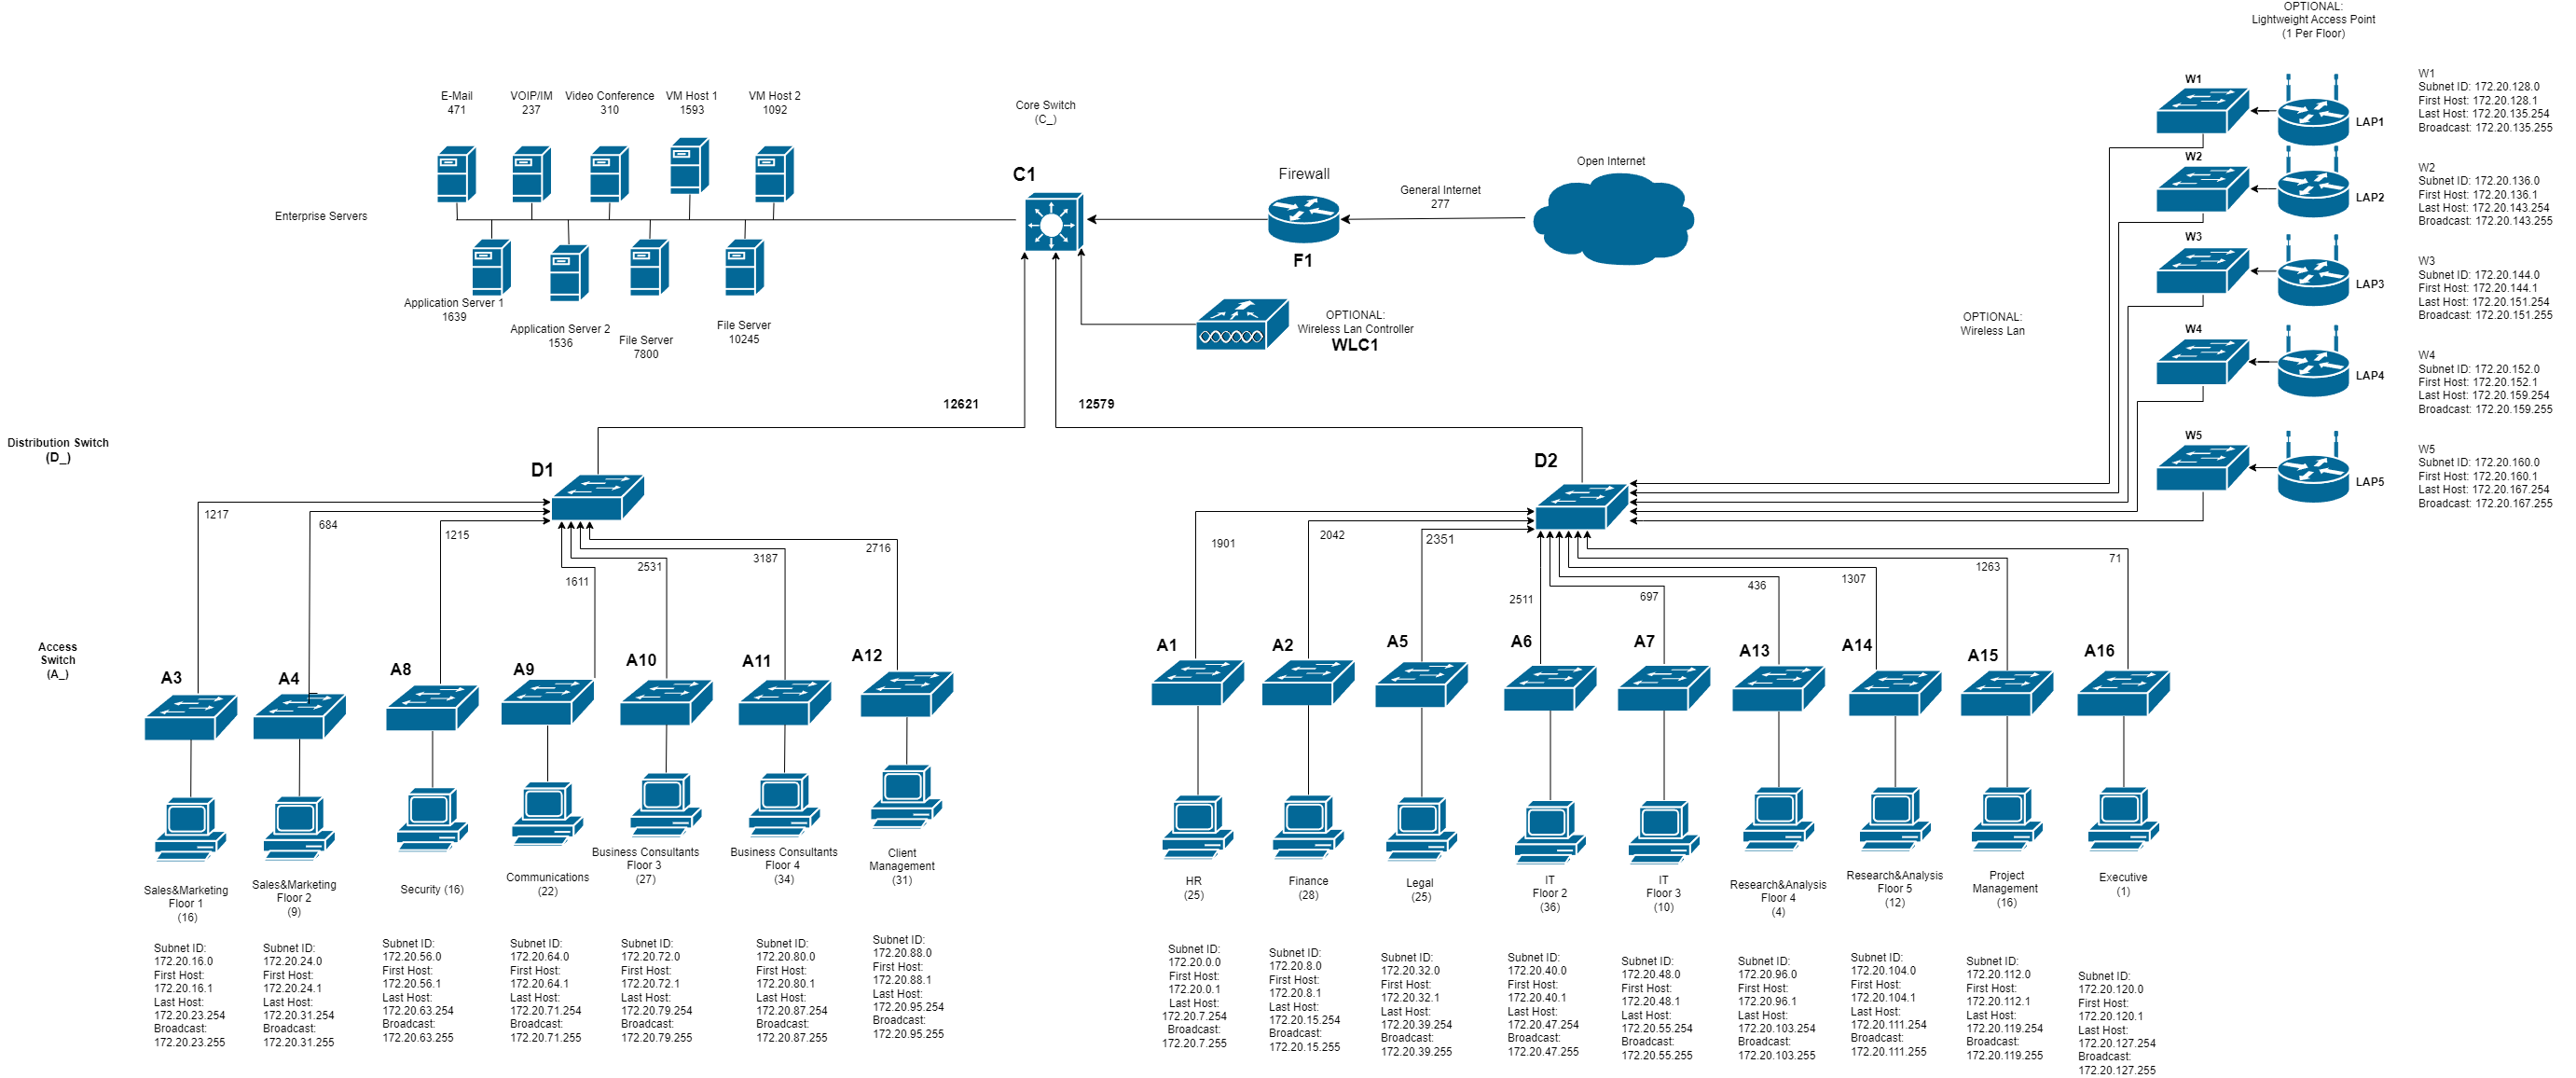 OPTIONAL:
Lightweight Access Point
(1 Per Floor)
E-Mail
471
VOIP/IM
237
Video Conference
310
VM Host 1
1593
VM Host 2
1092
Core Switch
(C_)
C1
Enterprise Servers
Application Server 1
1639
Application Server 2
1536
File Server
7800
File Server
10245
Firewall
F1
General Internet
277
Open Internet
OPTIONAL:
Wireless Lan Controller
WLC1
OPTIONAL:
Wireless Lan
W1
LAP1
W2
LAP2
W3
LAP3
W4
LAP4
W5
LAP5
W1
Subnet ID: 172.20.128.0
First Host: 172.20.128.1
Last Host: 172.20.135.254
Broadcast: 172.20.135.255
W2
Subnet ID: 172.20.136.0
First Host: 172.20.136.1
Last Host: 172.20.143.254
Broadcast: 172.20.143.255
W3
Subnet ID: 172.20.144.0
First Host: 172.20.144.1
Last Host: 172.20.151.254
Broadcast: 172.20.151.255
W4
Subnet ID: 172.20.152.0
First Host: 172.20.152.1
Last Host: 172.20.159.254
Broadcast: 172.20.159.255
W5
Subnet ID: 172.20.160.0
First Host: 172.20.160.1
Last Host: 172.20.167.254
Broadcast: 172.20.167.255
12621
12579
Distribution Switch
(D_)
D1
D2
1217
684
1215
1611
2531
3187
2716
1901
2042
2351
2511
697
436
1307
1263
71
Access
Switch
(A_)
A3
A4
A8
A9
A10
A11
A12
A1
A2
A5
A6
A7
A13
A14
A15
A16
Sales&Marketing
Floor 1
(16)
Sales&Marketing
Floor 2
(9)
Security (16)
Communications
(22)
Business Consultants
Floor 3
(27)
Business Consultants
Floor 4
(34)
Client
Management
(31)
HR
(25)
Finance
(28)
Legal
(25)
IT
Floor 2
(36)
IT
Floor 3
(10)
Research&Analysis
Floor 4
(4)
Research&Analysis
Floor 5
(12)
Project
Management
(16)
Executive
(1)
Subnet ID:
172.20.16.0
First Host:
172.20.16.1
Last Host:
172.20.23.254
Broadcast:
172.20.23.255
Subnet ID:
172.20.24.0
First Host:
172.20.24.1
Last Host:
172.20.31.254
Broadcast:
172.20.31.255
Subnet ID:
172.20.56.0
First Host:
172.20.56.1
Last Host:
172.20.63.254
Broadcast:
172.20.63.255
Subnet ID:
172.20.64.0
First Host:
172.20.64.1
Last Host:
172.20.71.254
Broadcast:
172.20.71.255
Subnet ID:
172.20.72.0
First Host:
172.20.72.1
Last Host:
172.20.79.254
Broadcast:
172.20.79.255
Subnet ID:
172.20.80.0
First Host:
172.20.80.1
Last Host:
172.20.87.254
Broadcast:
172.20.87.255
Subnet ID:
172.20.88.0
First Host:
172.20.88.1
Last Host:
172.20.95.254
Broadcast:
172.20.95.255
Subnet ID:
172.20.0.0
First Host:
172.20.0.1
Last Host:
172.20.7.254
Broadcast:
172.20.7.255
Subnet ID:
172.20.8.0
First Host:
172.20.8.1
Last Host:
172.20.15.254
Broadcast:
172.20.15.255
Subnet ID:
172.20.32.0
First Host:
172.20.32.1
Last Host:
172.20.39.254
Broadcast:
172.20.39.255
Subnet ID:
172.20.40.0
First Host:
172.20.40.1
Last Host:
172.20.47.254
Broadcast:
172.20.47.255
Subnet ID:
172.20.48.0
First Host:
172.20.48.1
Last Host:
172.20.55.254
Broadcast:
172.20.55.255
Subnet ID:
172.20.96.0
First Host:
172.20.96.1
Last Host:
172.20.103.254
Broadcast:
172.20.103.255
Subnet ID:
172.20.104.0
First Host:
172.20.104.1
Last Host:
172.20.111.254
Broadcast:
172.20.111.255
Subnet ID:
172.20.112.0
First Host:
172.20.112.1
Last Host:
172.20.119.254
Broadcast:
172.20.119.255
Subnet ID:
172.20.120.0
First Host:
172.20.120.1
Last Host:
172.20.127.254
Broadcast:
172.20.127.255